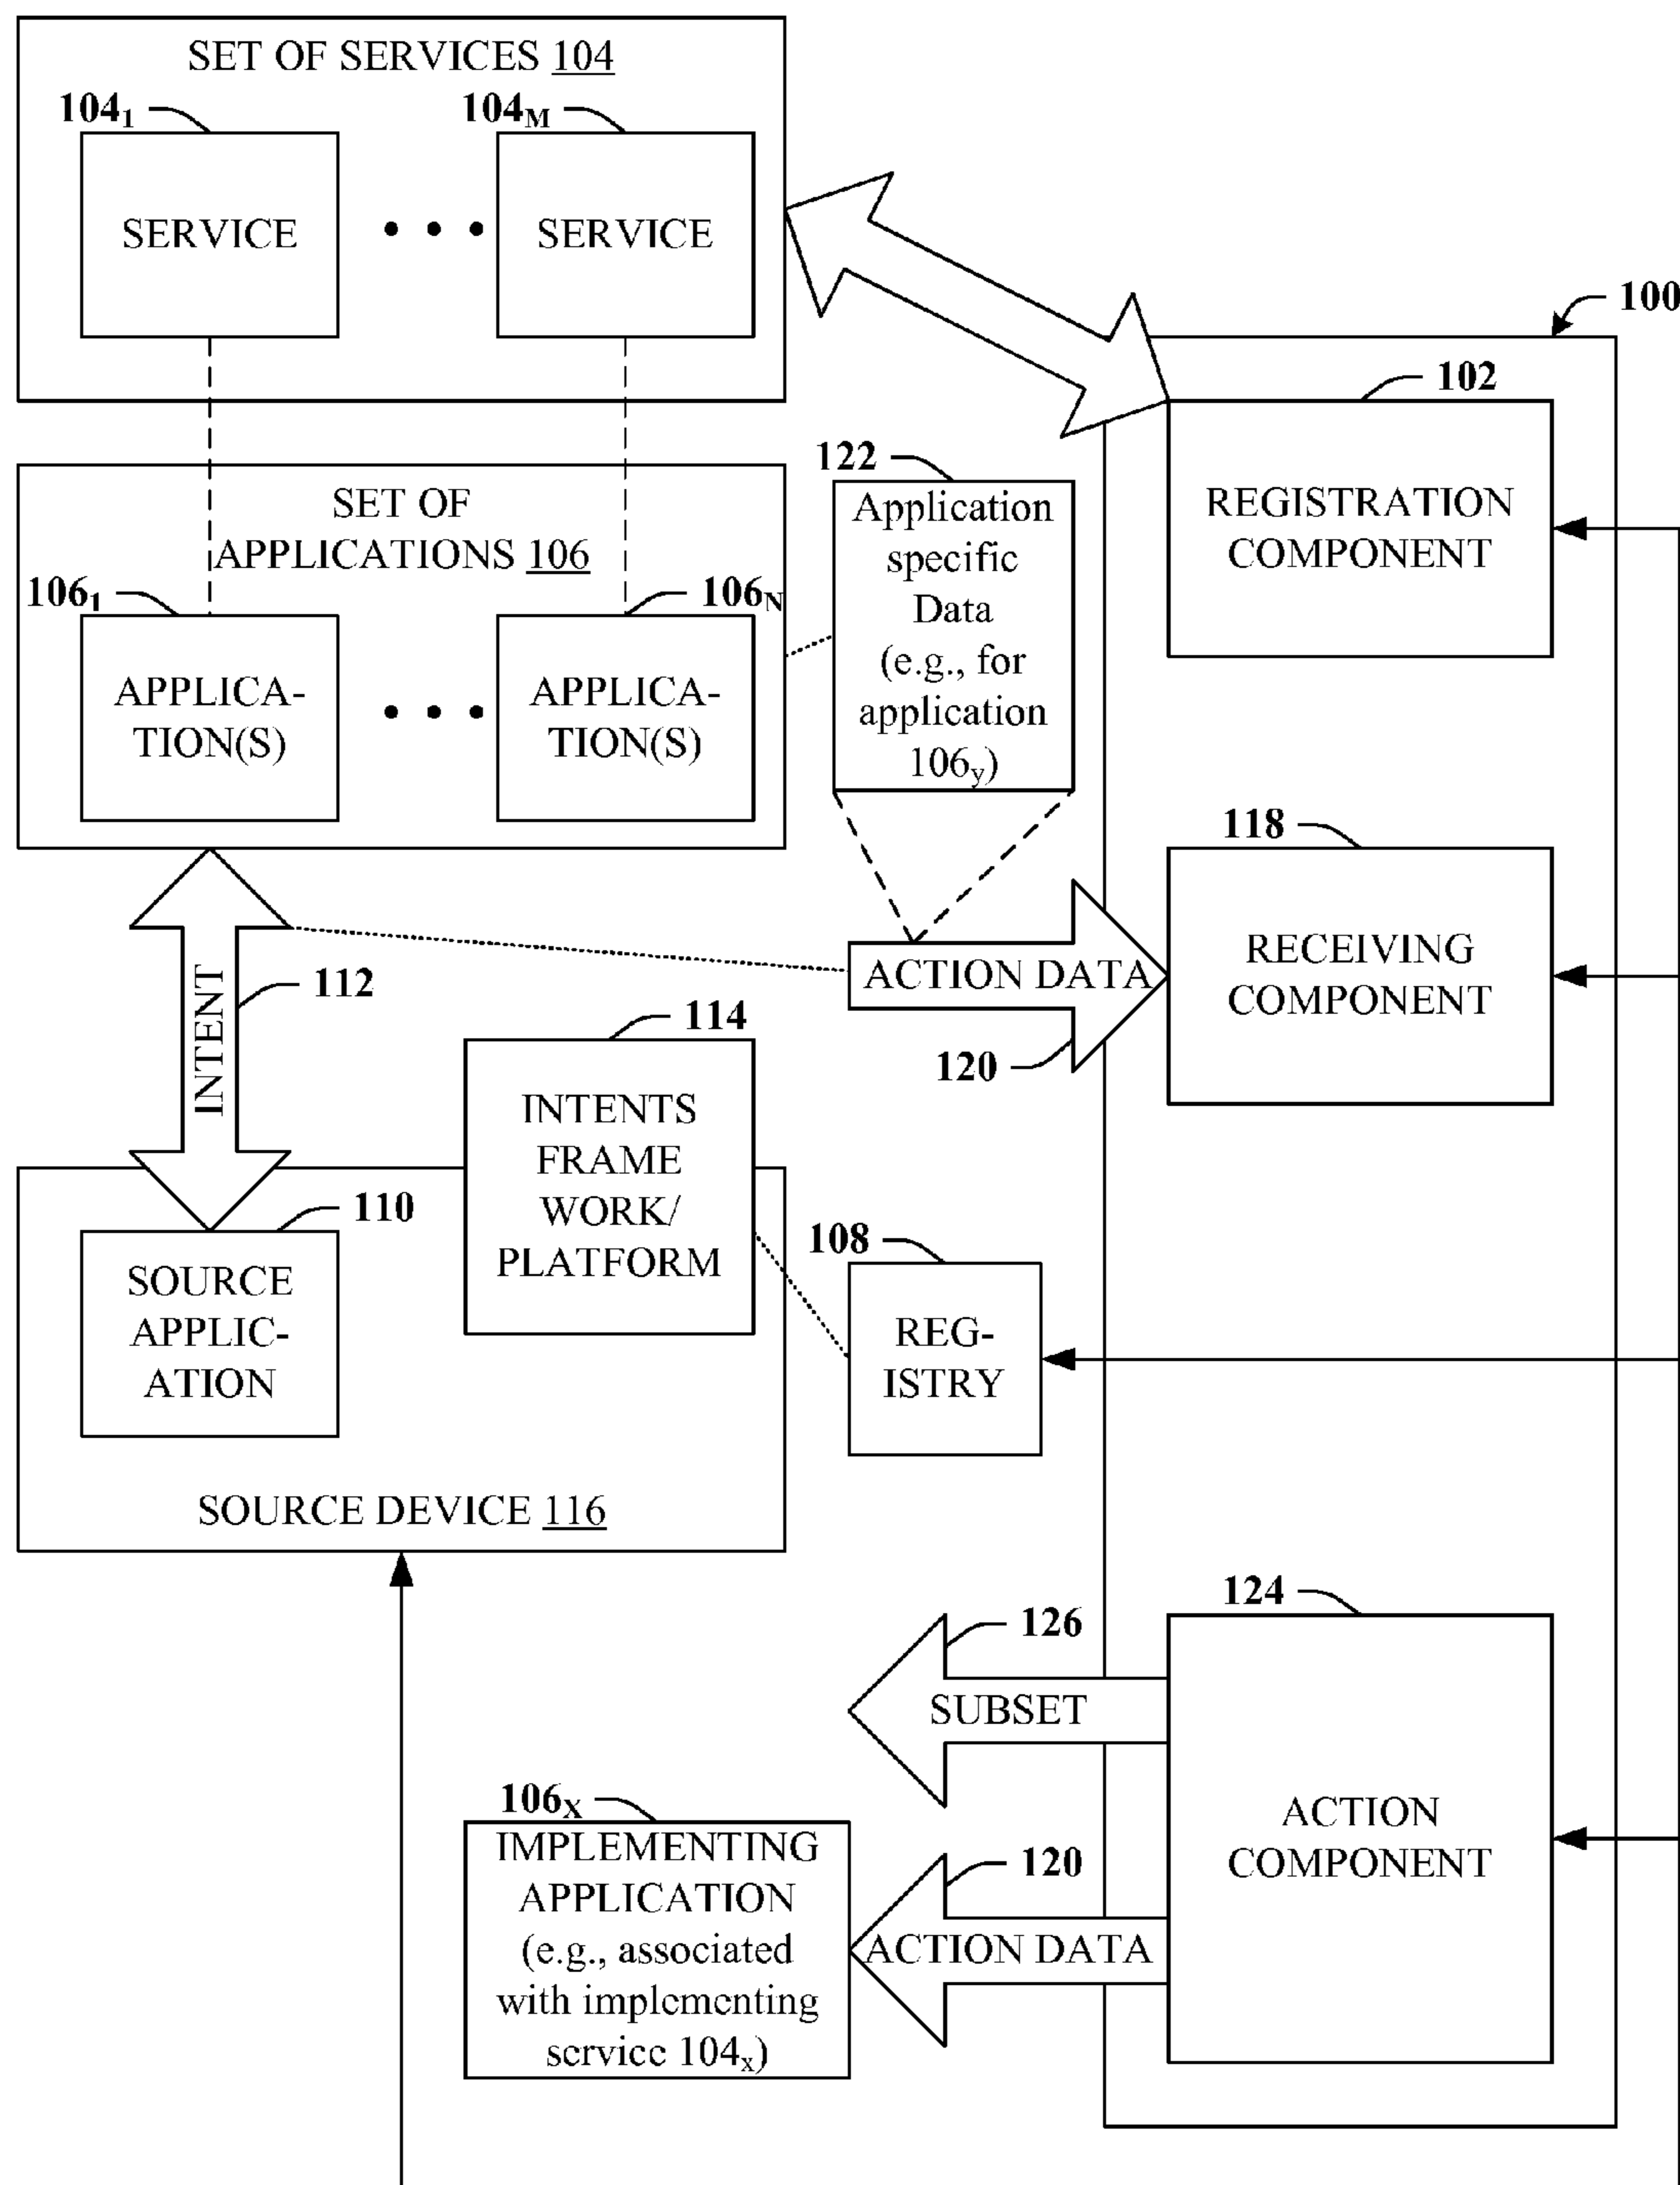 SET OF SERVICES 104
104₁
104M
SERVICE
SERVICE
100
102
REGISTRATION
COMPONENT
SET OF
APPLICATIONS 106
106₁
106N
APPLICA-
TION(S)
APPLICA-
TION(S)
122
Application
specific
Data
(e.g., for
application
106y)
118
RECEIVING
COMPONENT
ACTION DATA
120
INTENT
112
114
INTENTS
FRAME
WORK/
PLATFORM
110
SOURCE
APPLIC-
ATION
SOURCE DEVICE 116
108
REG-
ISTRY
124
ACTION
COMPONENT
126
SUBSET
120
ACTION DATA
106X
IMPLEMENTING
APPLICATION
(e.g., associated
with implementing
service 104x)